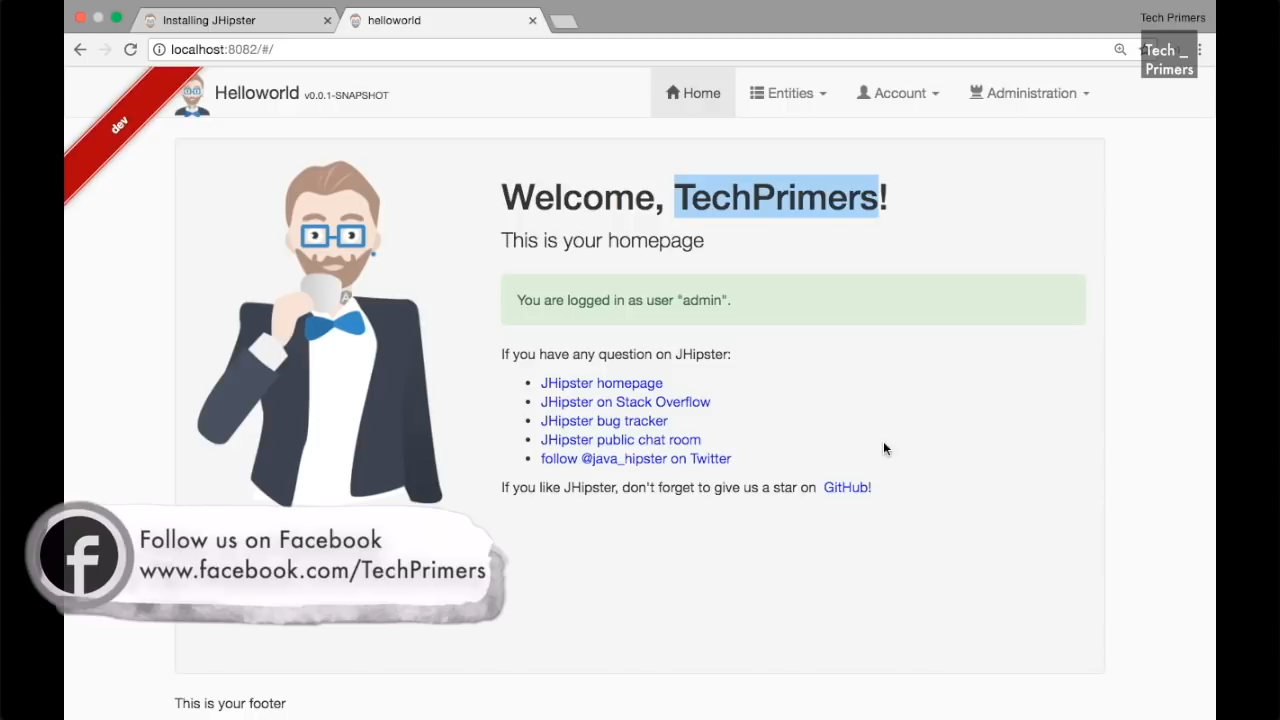 Installing JHipster
helloworld
Tech Primers
localhost:8082/#/
Tech _
Primers
dev
Helloworld v0.0.1-SNAPSHOT
Home
Entities
Account
Administration
Welcome, TechPrimers!
This is your homepage
You are logged in as user "admin".
If you have any question on JHipster:
• JHipster homepage
• JHipster on Stack Overflow
• JHipster bug tracker
• JHipster public chat room
• follow @java_hipster on Twitter
If you like JHipster, don't forget to give us a star on GitHub!
f
Follow us on Facebook
www.facebook.com/TechPrimers
This is your footer